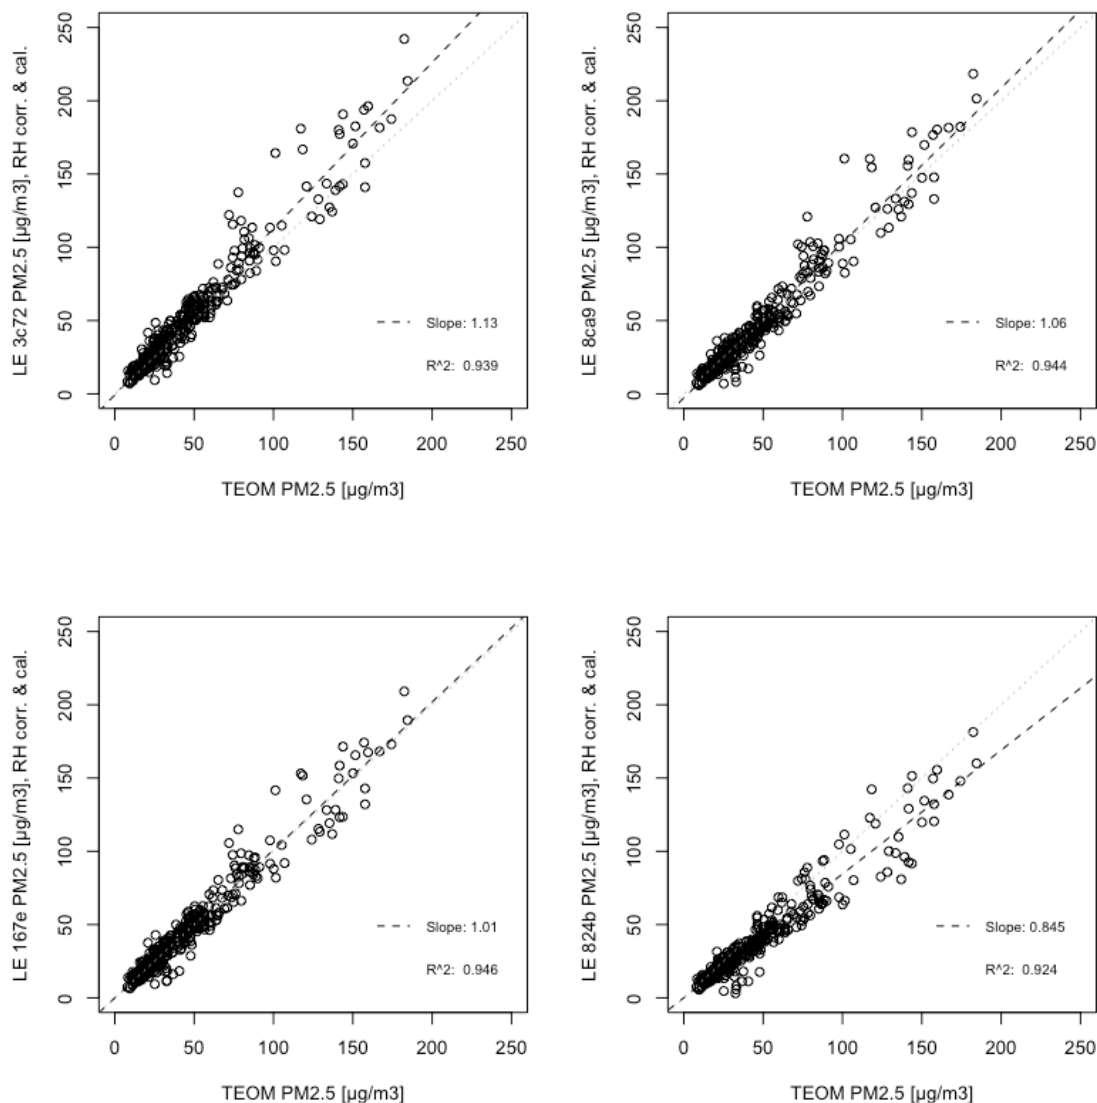 LE 3c72 PM2.5 [µg/m3], RH corr. & cal.
250
200
150
100
50
0
Slope: 1.13
R^2: 0.939
0 50 100 150 200 250
TEOM PM2.5 [µg/m3]
LE 8ca9 PM2.5 [µg/m3], RH corr. & cal.
250
200
150
100
50
0
Slope: 1.06
R^2: 0.944
0 50 100 150 200 250
TEOM PM2.5 [µg/m3]
LE 167e PM2.5 [µg/m3], RH corr. & cal.
250
200
150
100
50
0
Slope: 1.01
R^2: 0.946
0 50 100 150 200 250
TEOM PM2.5 [µg/m3]
LE 824b PM2.5 [µg/m3], RH corr. & cal.
250
200
150
100
50
0
Slope: 0.845
R^2: 0.924
0 50 100 150 200 250
TEOM PM2.5 [µg/m3]